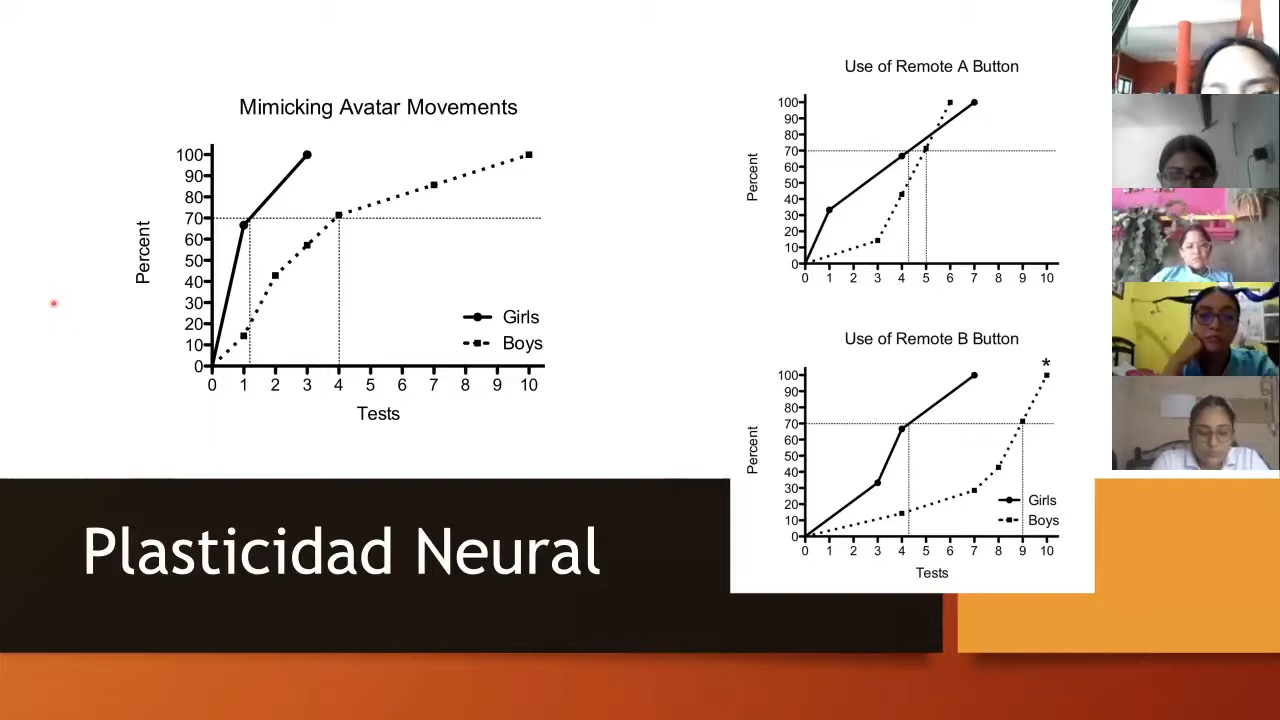 Mimicking Avatar Movements
Percent
100
90
80
70
60
50
40
30
20
10
0
0 1 2 3 4 5 6 7 8 9 10
Tests
Girls
Boys
Use of Remote A Button
Percent
100
90
80
70
60
50
40
30
20
10
0
0 1 2 3 4 5 6 7 8 9 10
Use of Remote B Button
*
Percent
100
90
80
70
60
50
40
30
20
10
0
0 1 2 3 4 5 6 7 8 9 10
Tests
Girls
Boys
Plasticidad Neural